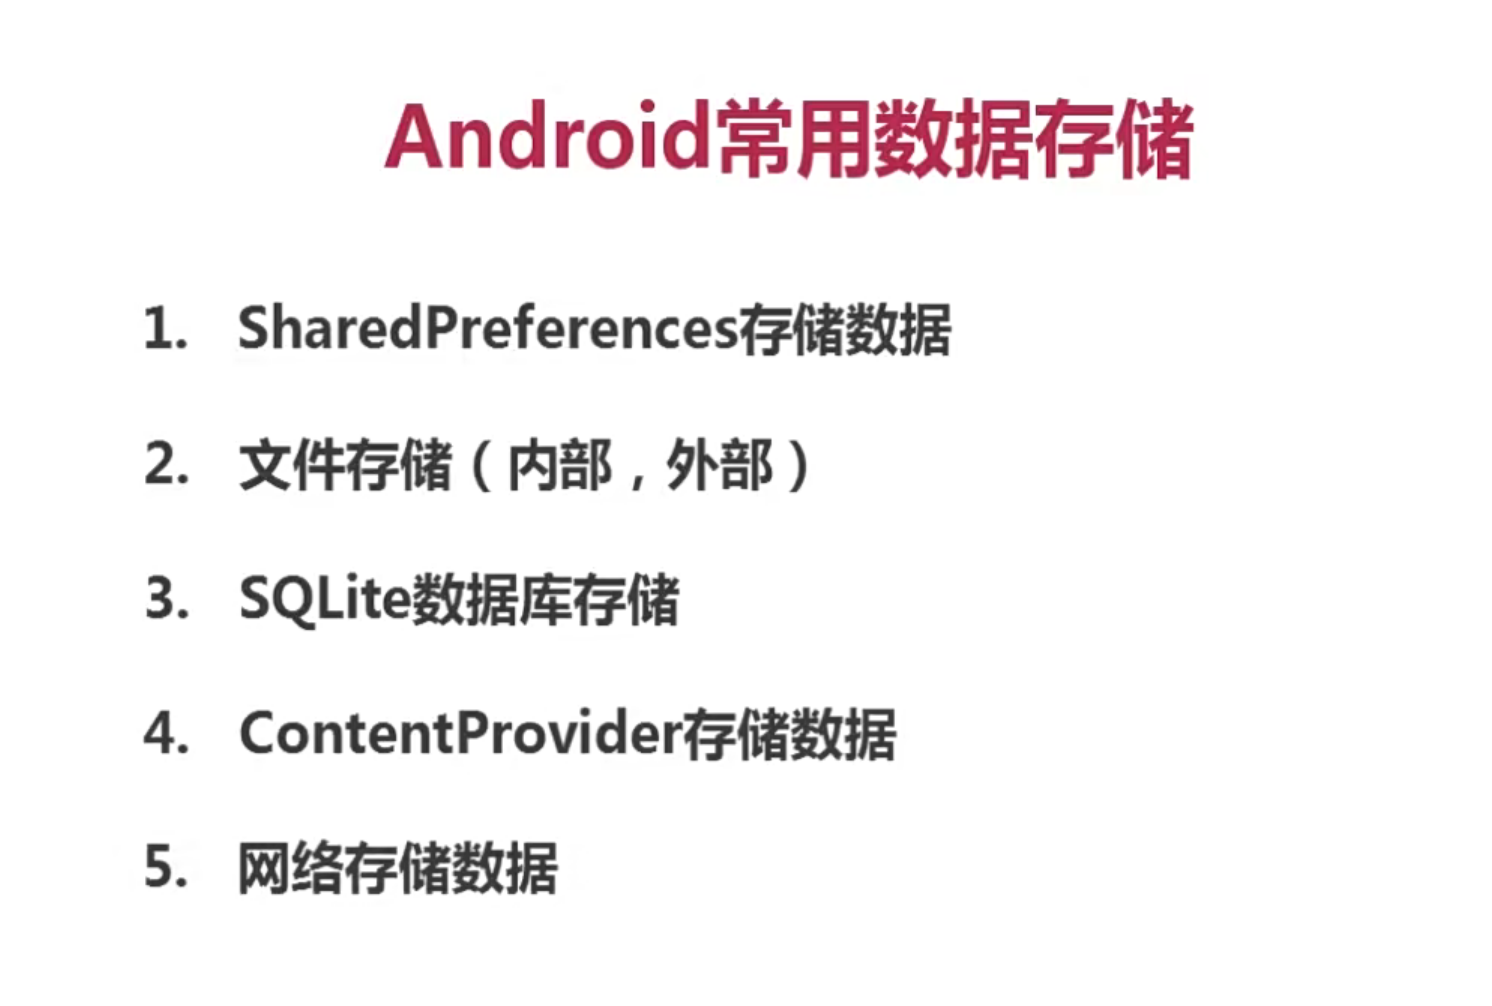 Android常用数据存储
1. SharedPreferences存储数据
2. 文件存储（内部，外部）
3. SQLite数据库存储
4. ContentProvider存储数据
5. 网络存储数据